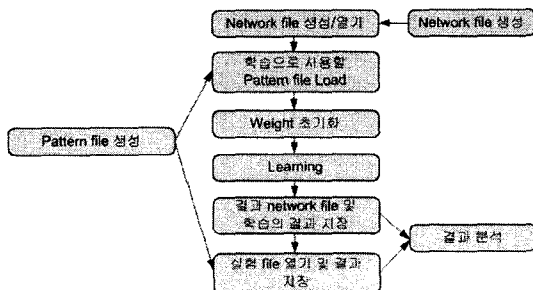 Network file 생성/열기
Network file 생성
학습으로 사용할
Pattern file Load
Weight 초기화
Pattern file 생성
Learning
결과 network file 및
학습의 결과 저장
결과 분석
실험 file 열기 및 결과
저장